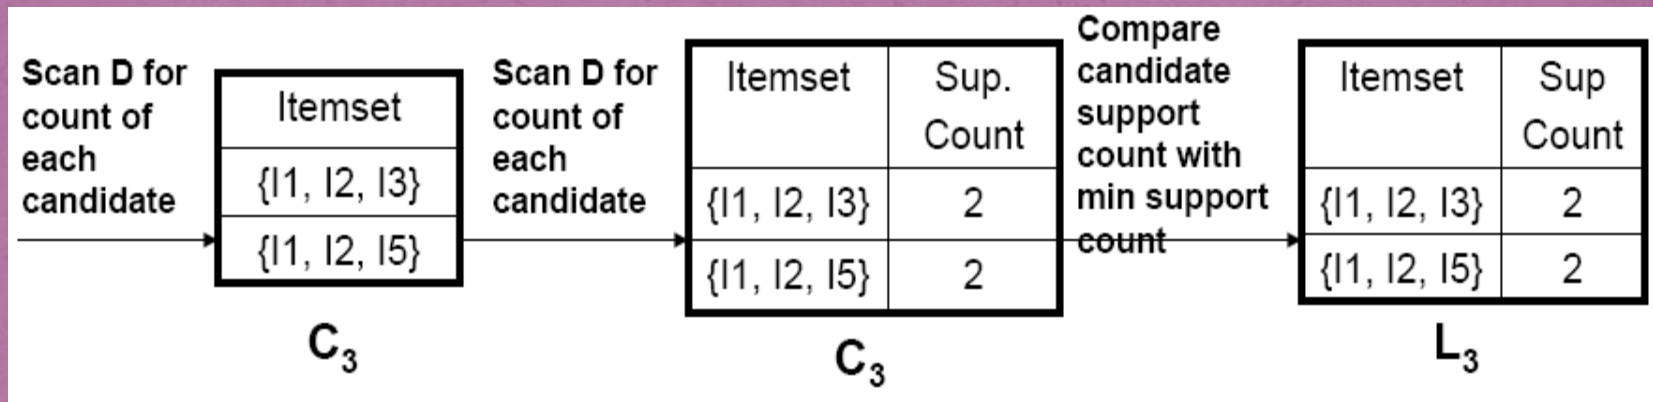 Scan D for
count of
each
candidate
Itemset
{I1, I2, I3}
{I1, I2, I5}
C3
Scan D for
count of
each
candidate
Itemset Sup.
Count
{I1, I2, I3} 2
{I1, I2, I5} 2
C3
Compare
candidate
support
count with
min support
count
Itemset Sup
Count
{I1, I2, I3} 2
{I1, I2, I5} 2
L3